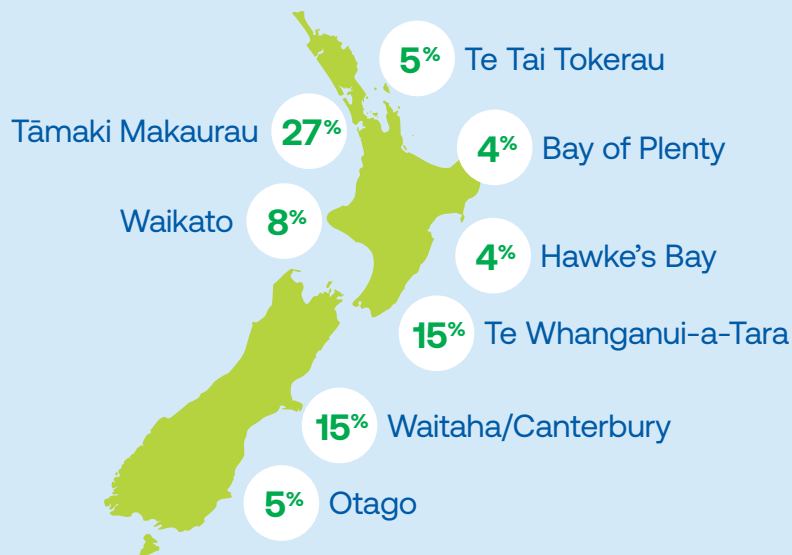 5% Te Tai Tokerau
Tāmaki Makaurau 27%
4% Bay of Plenty
Waikato 8%
4% Hawke’s Bay
15% Te Whanganui-a-Tara
15% Waitaha/Canterbury
5% Otago